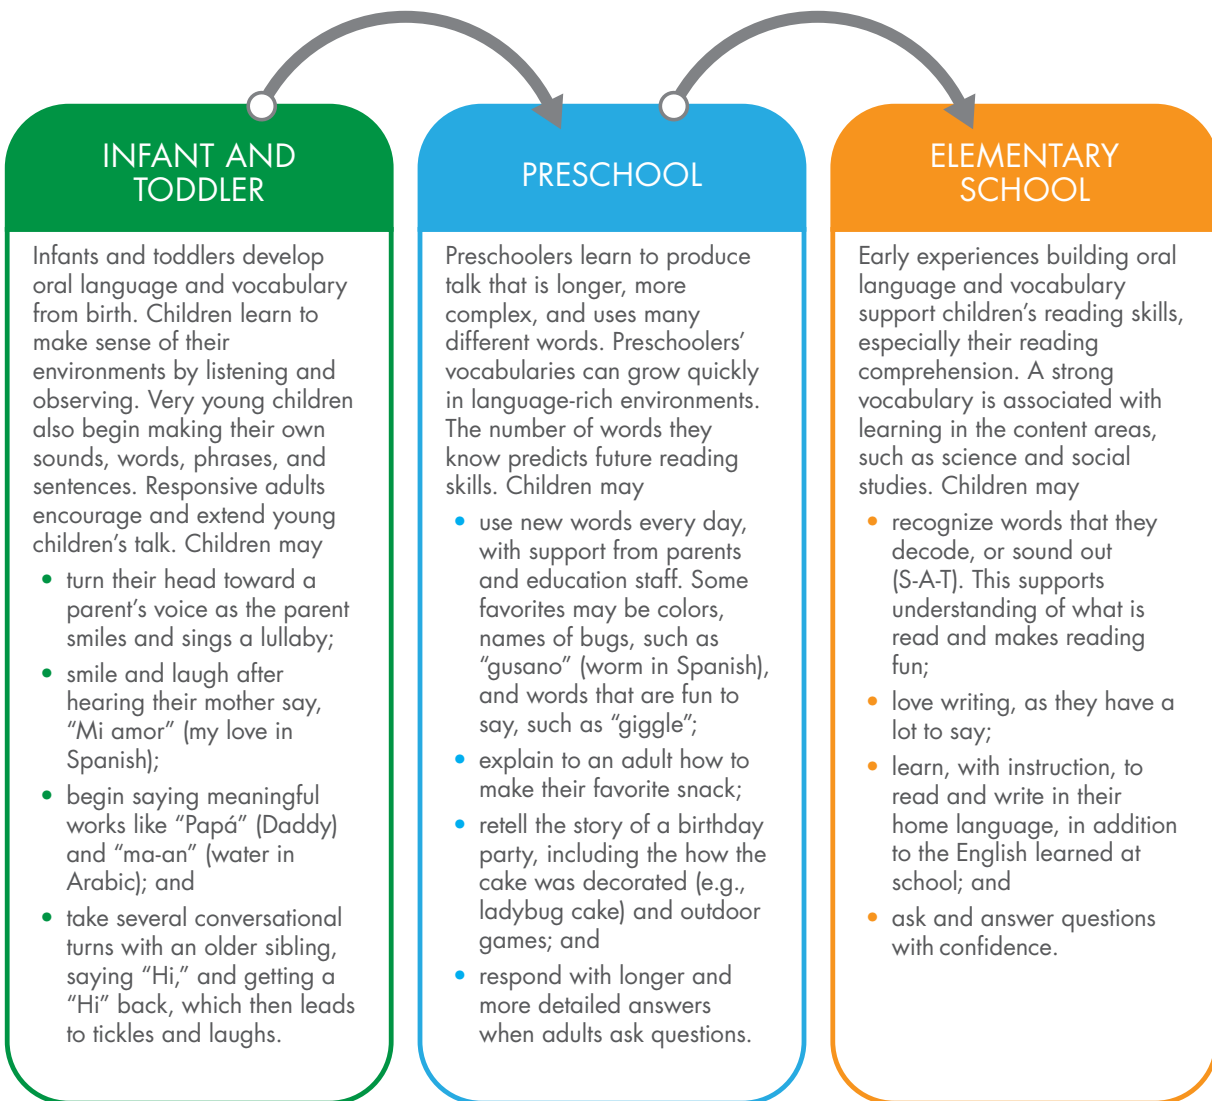 INFANT AND
TODDLER
Infants and toddlers develop
oral language and vocabulary
from birth. Children learn to
make sense of their
environments by listening and
observing. Very young children
also begin making their own
sounds, words, phrases, and
sentences. Responsive adults
encourage and extend young
children’s talk. Children may
• turn their head toward a
parent’s voice as the parent
smiles and sings a lullaby;
• smile and laugh after
hearing their mother say,
“Mi amor” (my love in
Spanish);
• begin saying meaningful
works like “Papá” (Daddy)
and “ma-an” (water in
Arabic); and
• take several conversational
turns with an older sibling,
saying “Hi,” and getting a
“Hi” back, which then leads
to tickles and laughs.
PRESCHOOL
Preschoolers learn to produce
talk that is longer, more
complex, and uses many
different words. Preschoolers’
vocabularies can grow quickly
in language-rich environments.
The number of words they
know predicts future reading
skills. Children may
• use new words every day,
with support from parents
and education staff. Some
favorites may be colors,
names of bugs, such as
“gusano” (worm in Spanish),
and words that are fun to
say, such as “giggle”;
• explain to an adult how to
make their favorite snack;
• retell the story of a birthday
party, including the how the
cake was decorated (e.g.,
ladybug cake) and outdoor
games; and
• respond with longer and
more detailed answers
when adults ask questions.
ELEMENTARY
SCHOOL
Early experiences building oral
language and vocabulary
support children’s reading skills,
especially their reading
comprehension. A strong
vocabulary is associated with
learning in the content areas,
such as science and social
studies. Children may
• recognize words that they
decode, or sound out
(S-A-T). This supports
understanding of what is
read and makes reading
fun;
• love writing, as they have a
lot to say;
• learn, with instruction, to
read and write in their
home language, in addition
to the English learned at
school; and
• ask and answer questions
with confidence.